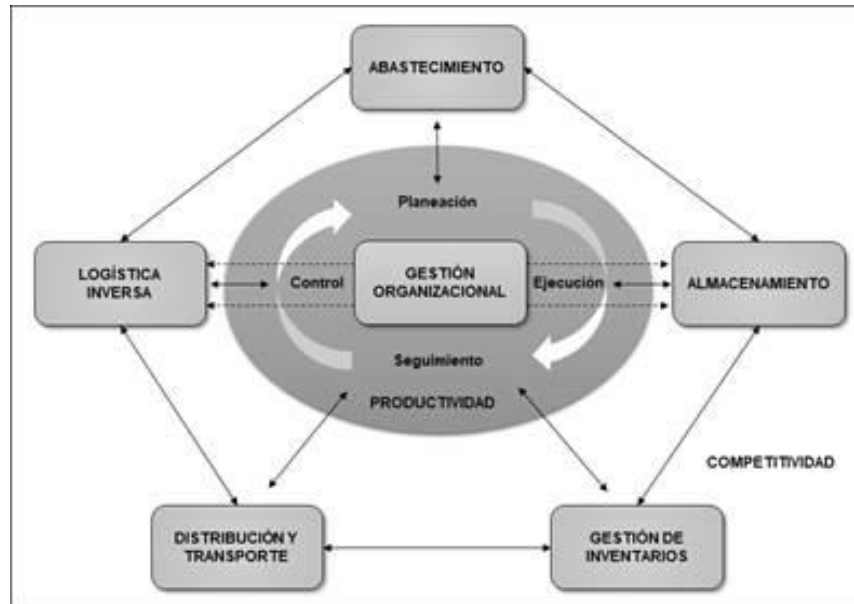 ABASTECIMIENTO
Planeación
LOGÍSTICA
INVERSA
Control
GESTIÓN
ORGANIZACIONAL
Ejecución
ALMACENAMIENTO
Seguimiento
PRODUCTIVIDAD
COMPETITIVIDAD
DISTRIBUCIÓN Y
TRANSPORTE
GESTIÓN DE
INVENTARIOS